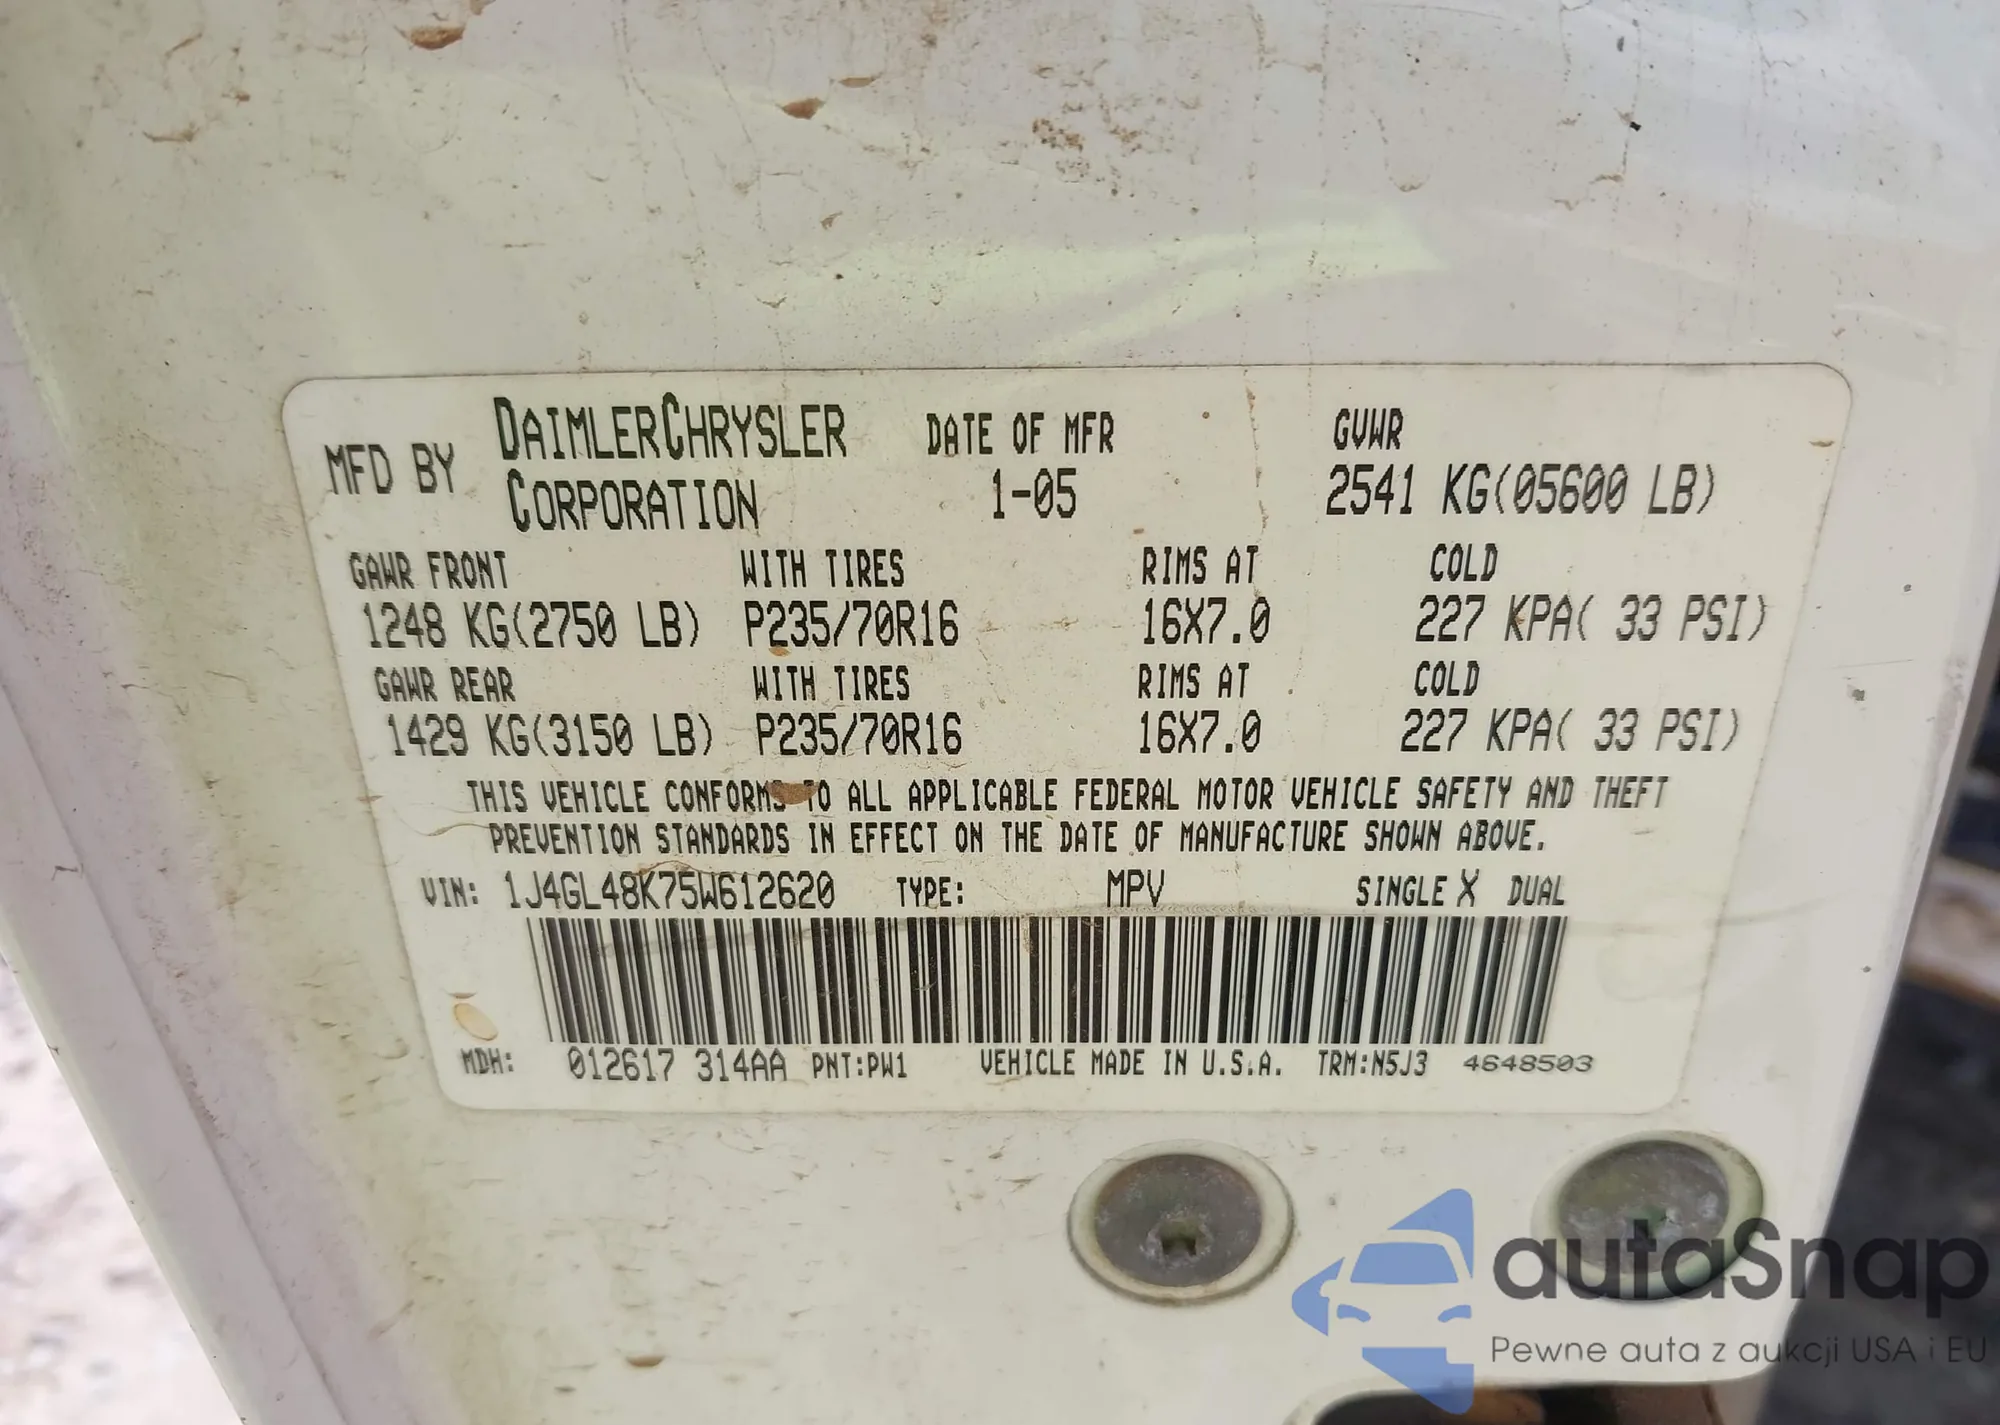 MFD BY DAIMLERCHRYSLER CORPORATION DATE OF MFR 1-05 GVWR 2541 KG(05600 LB)
GAWR FRONT WITH TIRES RIMS AT COLD
1248 KG(2750 LB) P235/70R16 16X7.0 227 KPA( 33 PSI)
GAWR REAR WITH TIRES RIMS AT COLD
1429 KG(3150 LB) P235/70R16 16X7.0 227 KPA( 33 PSI)
THIS VEHICLE CONFORMS TO ALL APPLICABLE FEDERAL MOTOR VEHICLE SAFETY AND THEFT
PREVENTION STANDARDS IN EFFECT ON THE DATE OF MANUFACTURE SHOWN ABOVE.
VIN: 1J4GL48K75W612620 TYPE: MPV SINGLE X DUAL
MDH: 012617 314AA PNT:PW1 VEHICLE MADE IN U.S.A. TRM:N5J3 4648503
autaSnap
Pewne auta z aukcji USA i EU